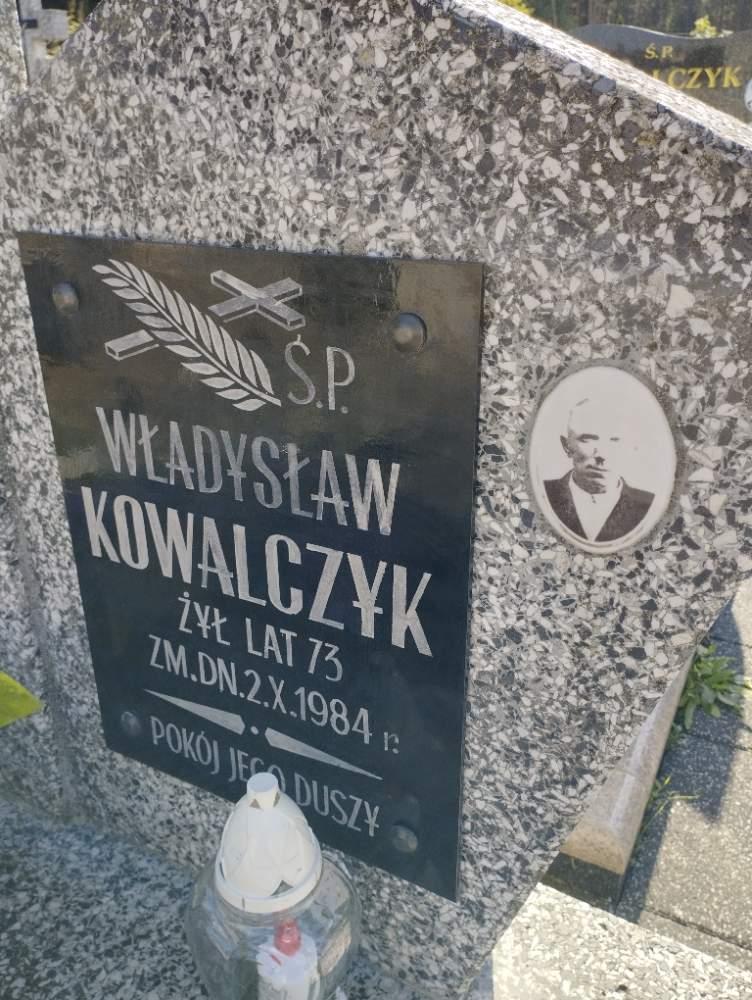 Ś.P.
WŁADYSŁAW
KOWALCZYK
ŻYŁ LAT 73
ZM.DN.2.X.1984 r.
POKÓJ JEGO DUSZY
Ś.P.